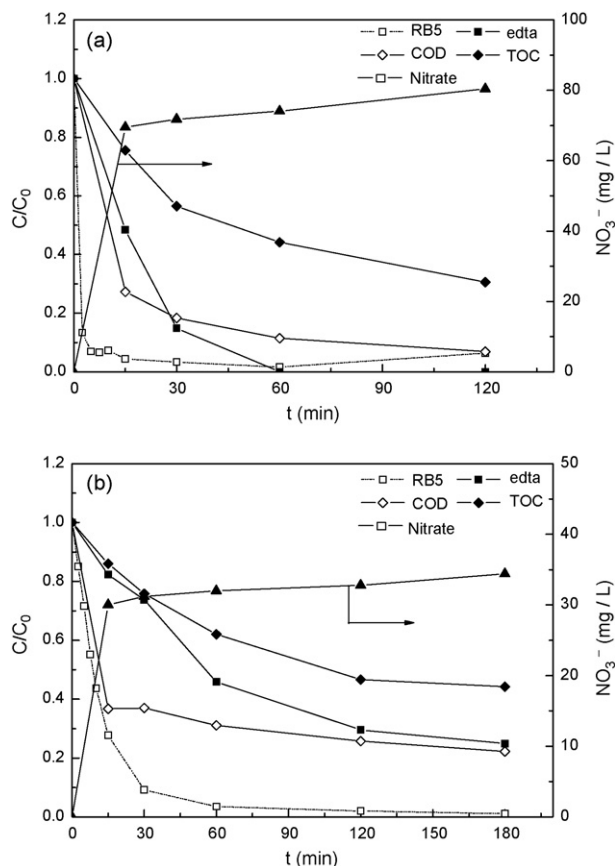 (a)
RB5
edta
COD
TOC
Nitrate
C/C₀
1.2
1.0
0.8
0.6
0.4
0.2
0.0
100
80
60
40
20
0
NO₃⁻ (mg / L)
0 30 60 90 120
t (min)
(b)
RB5
edta
COD
TOC
Nitrate
C/C₀
1.2
1.0
0.8
0.6
0.4
0.2
0.0
50
40
30
20
10
0
NO₃⁻ (mg / L)
0 30 60 90 120 150 180
t (min)